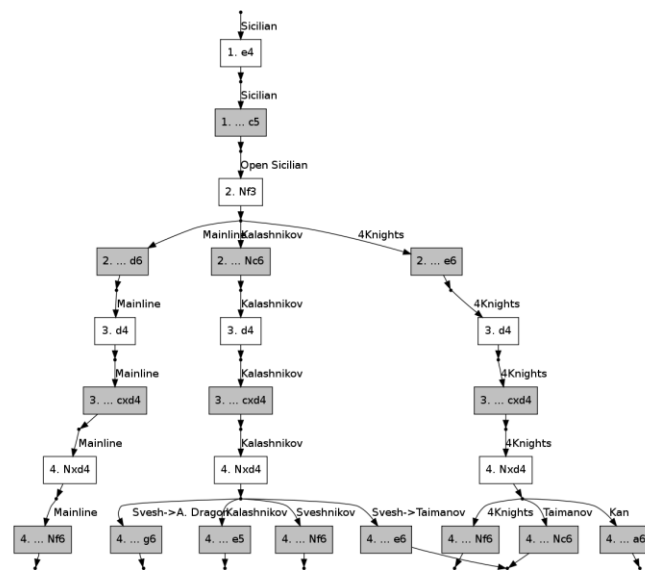 Sicilian
1. e4
Sicilian
1. ... c5
Open Sicilian
2. Nf3
Mainline Kalashnikov 4Knights
2. ... d6 2. ... Nc6 2. ... e6
Mainline Kalashnikov 4Knights
3. d4 3. d4 3. d4
Mainline Kalashnikov 4Knights
3. ... cxd4 3. ... cxd4 3. ... cxd4
Mainline Kalashnikov 4Knights
4. Nxd4 4. Nxd4 4. Nxd4
Mainline Svesh->A. Dragon Kalashnikov Sveshnikov Svesh->Taimanov 4Knights Taimanov Kan
4. ... Nf6 4. ... g6 4. ... e5 4. ... Nf6 4. ... e6 4. ... Nf6 4. ... Nc6 4. ... a6